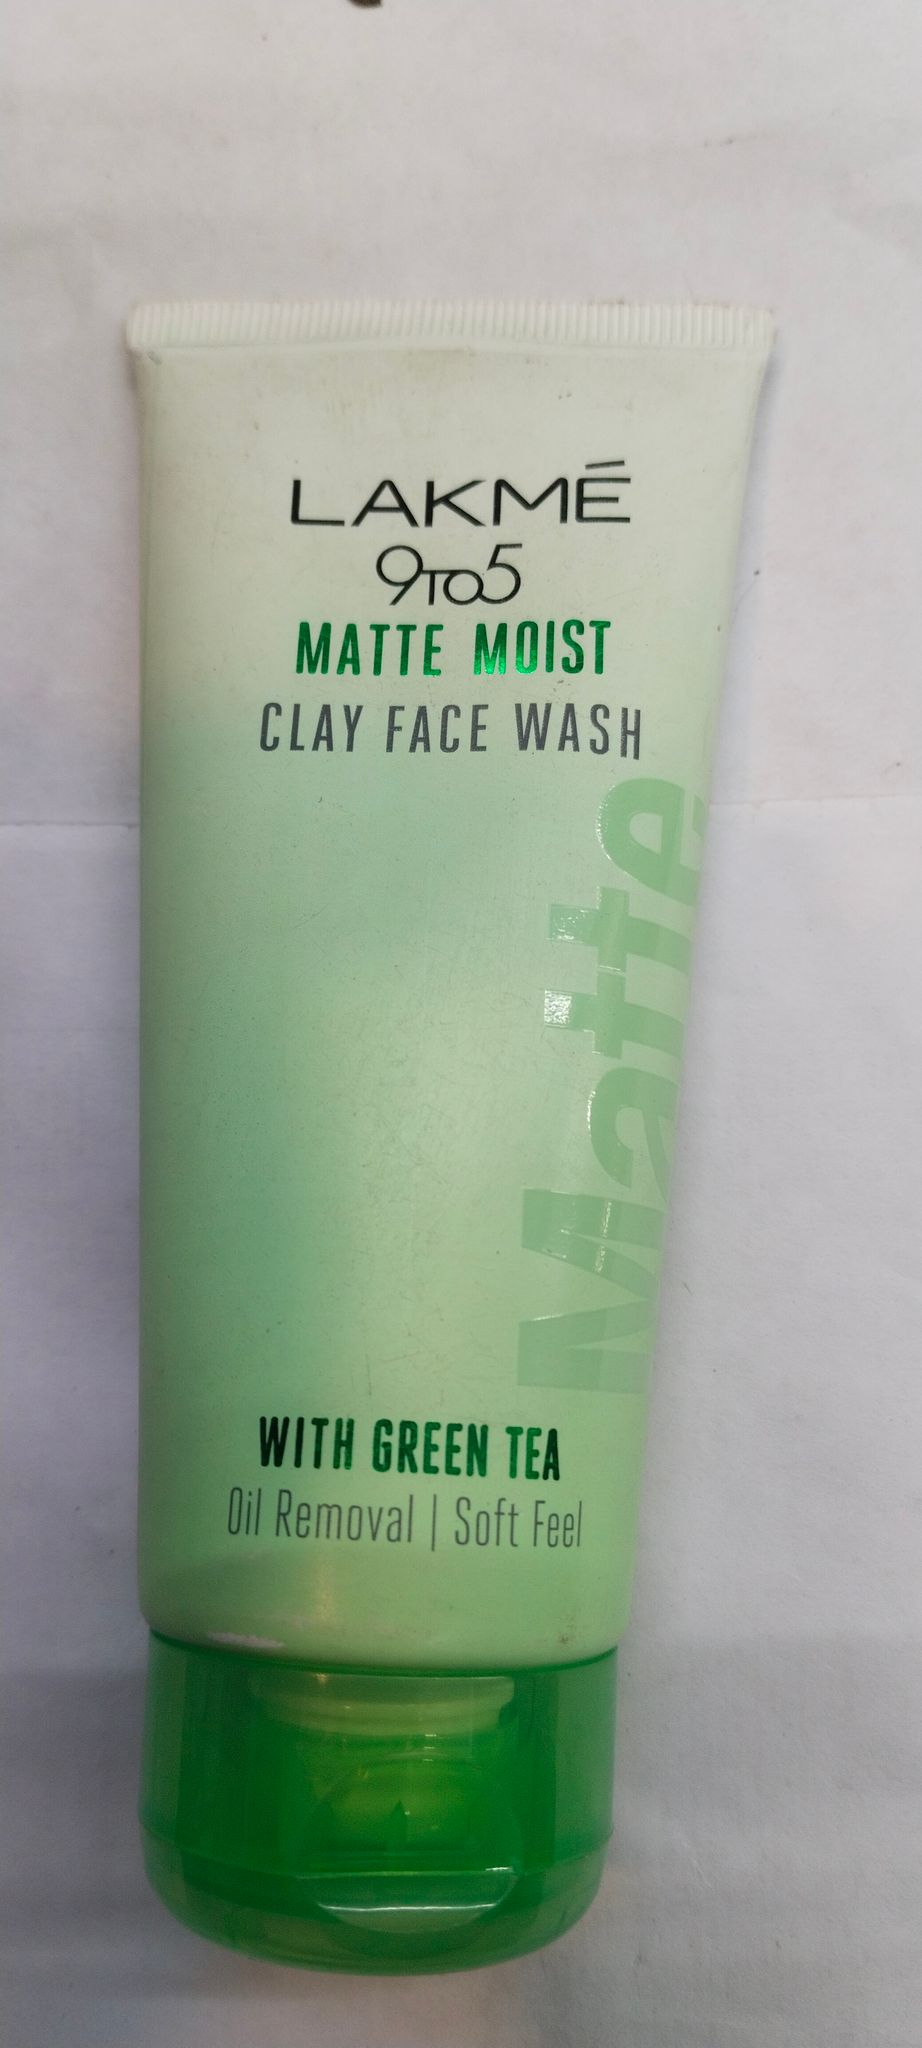 LAKMÉ
9TO5
MATTE MOIST
CLAY FACE WASH
Matte
WITH GREEN TEA
Oil Removal | Soft Feel